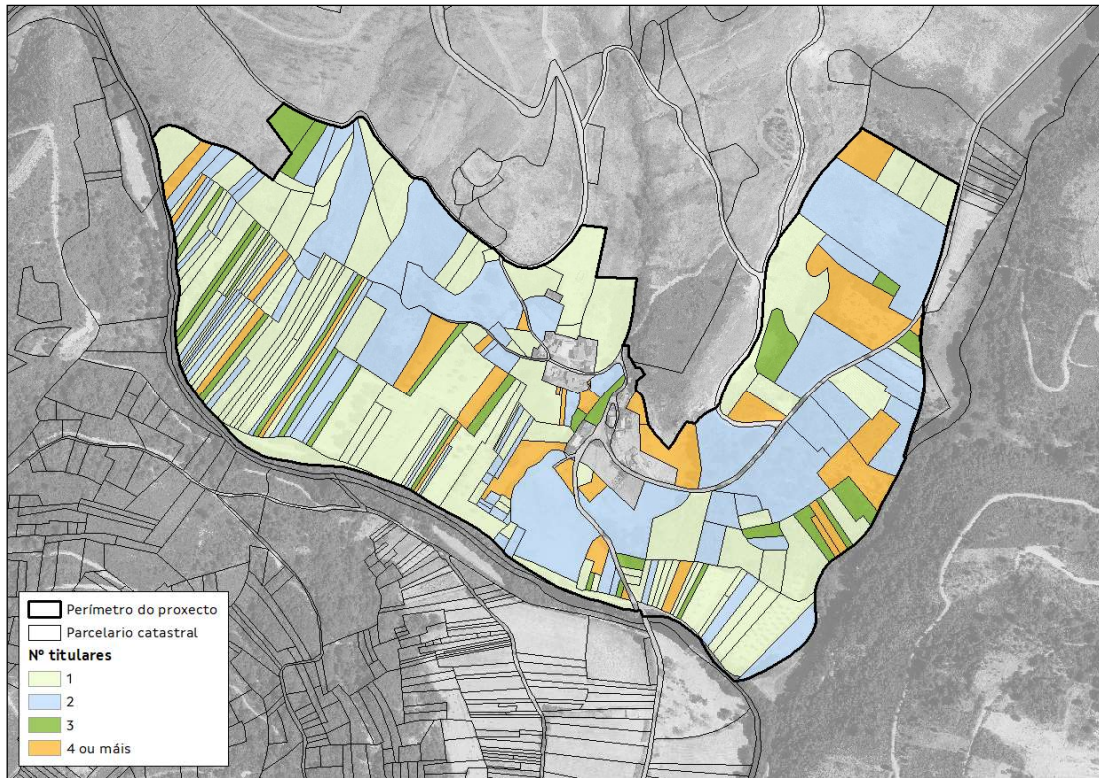 Perímetro do proxecto
Parcelario catastral
Nº titulares
1
2
3
4 ou máis